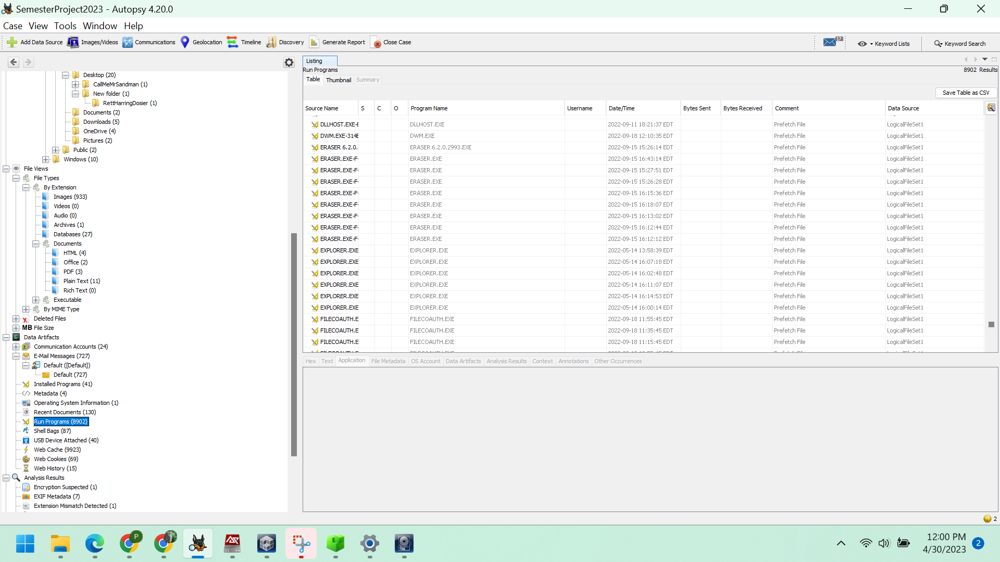 SemesterProject2023 - Autopsy 4.20.0
Case View Tools Window Help
Add Data Source Images/Videos Communications Geolocation Timeline Discovery Generate Report Close Case 17 Keyword Lists Keyword Search
Desktop (20)
CallMeMrSandman (1)
New folder (1)
RettHarringDosier (1)
Documents (2)
Downloads (5)
OneDrive (4)
Pictures (2)
Public (2)
Windows (10)
File Views
File Types
By Extension
Images (933)
Videos (0)
Audio (0)
Archives (1)
Databases (27)
Documents
HTML (4)
Office (2)
PDF (3)
Plain Text (11)
Rich Text (0)
Executable
By MIME Type
Deleted Files
MB File Size
Data Artifacts
Communication Accounts (24)
E-Mail Messages (727)
Default ([Default])
Default (727)
Installed Programs (41)
Metadata (4)
Operating System Information (1)
Recent Documents (130)
Run Programs (8902)
Shell Bags (87)
USB Device Attached (40)
Web Cache (9923)
Web Cookies (69)
Web History (15)
Analysis Results
Encryption Suspected (1)
EXIF Metadata (7)
Extension Mismatch Detected (1)
Listing
Run Programs 8902 Results
Table Thumbnail Summary
Save Table as CSV
Source Name S C O Program Name Username Date/Time Bytes Sent Bytes Received Comment Data Source
DLLHOST.EXE-E DLLHOST.EXE 2022-09-11 18:21:37 EDT Prefetch File LogicalFileSet1
DWM.EXE-314E DWM.EXE 2022-09-18 12:10:35 EDT Prefetch File LogicalFileSet1
ERASER 6.2.0. ERASER 6.2.0.2993.EXE 2022-09-15 15:26:14 EDT Prefetch File LogicalFileSet1
ERASER.EXE-F ERASER.EXE 2022-09-15 16:43:14 EDT Prefetch File LogicalFileSet1
ERASER.EXE-F ERASER.EXE 2022-09-15 15:27:51 EDT Prefetch File LogicalFileSet1
ERASER.EXE-F ERASER.EXE 2022-09-15 15:26:28 EDT Prefetch File LogicalFileSet1
ERASER.EXE-F ERASER.EXE 2022-09-15 16:15:36 EDT Prefetch File LogicalFileSet1
ERASER.EXE-F ERASER.EXE 2022-09-15 16:18:07 EDT Prefetch File LogicalFileSet1
ERASER.EXE-F ERASER.EXE 2022-09-15 16:13:02 EDT Prefetch File LogicalFileSet1
ERASER.EXE-F ERASER.EXE 2022-09-15 16:12:44 EDT Prefetch File LogicalFileSet1
ERASER.EXE-F ERASER.EXE 2022-09-15 16:12:12 EDT Prefetch File LogicalFileSet1
EXPLORER.EXE EXPLORER.EXE 2022-05-14 13:58:39 EDT Prefetch File LogicalFileSet1
EXPLORER.EXE EXPLORER.EXE 2022-05-14 16:07:18 EDT Prefetch File LogicalFileSet1
EXPLORER.EXE EXPLORER.EXE 2022-05-14 16:02:48 EDT Prefetch File LogicalFileSet1
EXPLORER.EXE EXPLORER.EXE 2022-05-14 16:11:07 EDT Prefetch File LogicalFileSet1
EXPLORER.EXE EXPLORER.EXE 2022-05-14 16:14:53 EDT Prefetch File LogicalFileSet1
EXPLORER.EXE EXPLORER.EXE 2022-05-14 16:00:14 EDT Prefetch File LogicalFileSet1
FILECOAUTH.E FILECOAUTH.EXE 2022-09-18 11:55:45 EDT Prefetch File LogicalFileSet1
FILECOAUTH.E FILECOAUTH.EXE 2022-09-18 11:35:45 EDT Prefetch File LogicalFileSet1
FILECOAUTH.E FILECOAUTH.EXE 2022-09-18 11:15:45 EDT Prefetch File LogicalFileSet1
Hex Text Application File Metadata OS Account Data Artifacts Analysis Results Context Annotations Other Occurrences
2
P
12:00 PM
4/30/2023
2